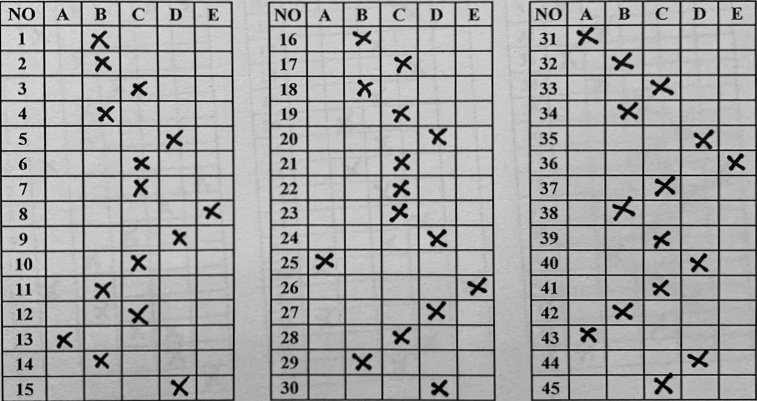 NO A B C D E
1 X
2 X
3 X
4 X
5 X
6 X
7 X
8 X
9 X
10 X
11 X
12 X
13 X
14 X
15 X
NO A B C D E
16 X
17 X
18 X
19 X
20 X
21 X
22 X
23 X
24 X
25 X
26 X
27 X
28 X
29 X
30 X
NO A B C D E
31 X
32 X
33 X
34 X
35 X
36 X
37 X
38 X
39 X
40 X
41 X
42 X
43 X
44 X
45 X